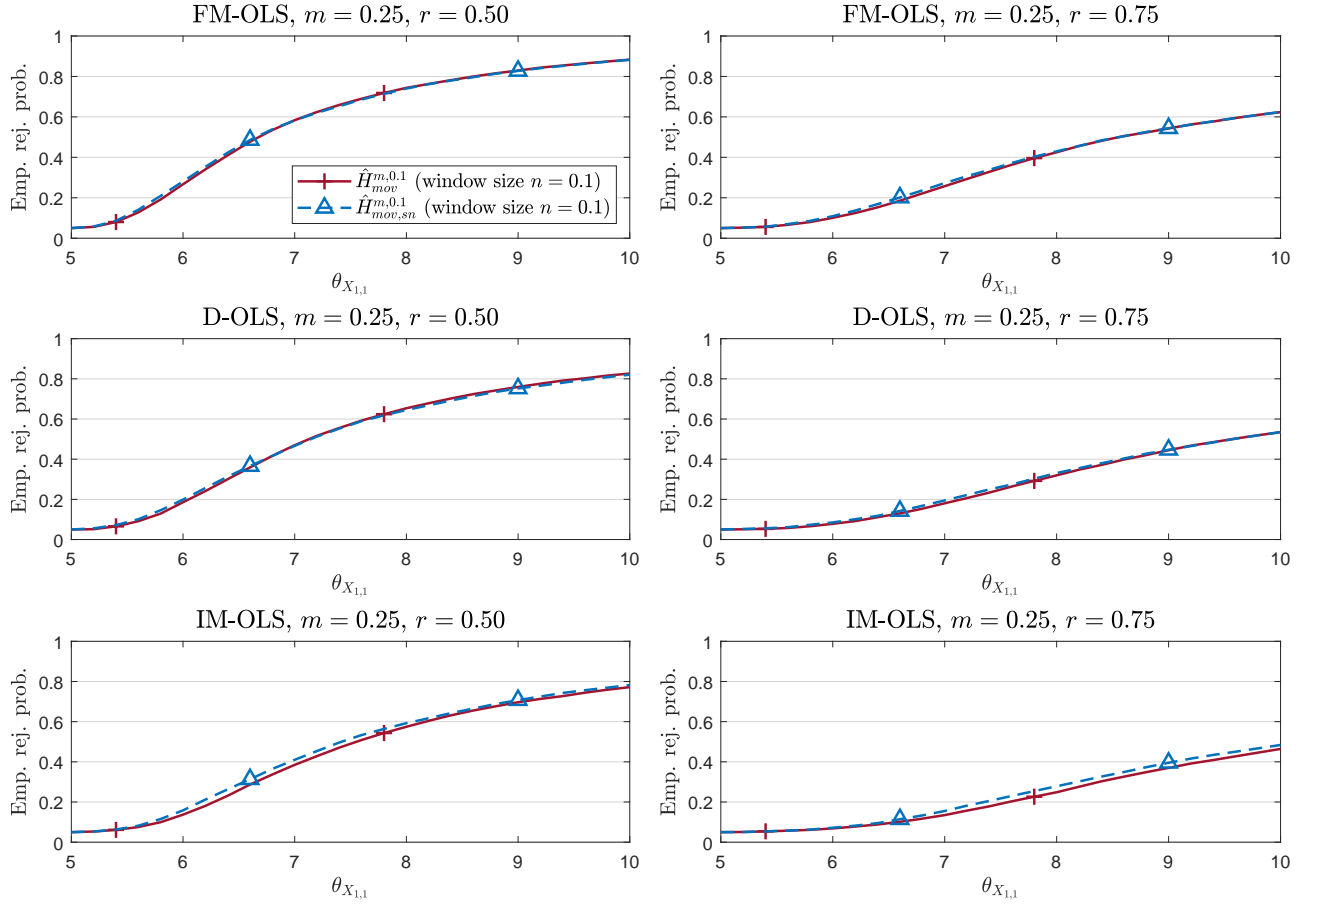 FM-OLS, m = 0.25, r = 0.50
Emp. rej. prob.
1
0.8
0.6
0.4
0.2
0
5 6 7 8 9 10
θ_{X_{1,1}}
Ĥ^{m,0.1}_{mov} (window size n = 0.1)
Ĥ^{m,0.1}_{mov,sn} (window size n = 0.1)
FM-OLS, m = 0.25, r = 0.75
Emp. rej. prob.
1
0.8
0.6
0.4
0.2
0
5 6 7 8 9 10
θ_{X_{1,1}}
D-OLS, m = 0.25, r = 0.50
Emp. rej. prob.
1
0.8
0.6
0.4
0.2
0
5 6 7 8 9 10
θ_{X_{1,1}}
D-OLS, m = 0.25, r = 0.75
Emp. rej. prob.
1
0.8
0.6
0.4
0.2
0
5 6 7 8 9 10
θ_{X_{1,1}}
IM-OLS, m = 0.25, r = 0.50
Emp. rej. prob.
1
0.8
0.6
0.4
0.2
0
5 6 7 8 9 10
θ_{X_{1,1}}
IM-OLS, m = 0.25, r = 0.75
Emp. rej. prob.
1
0.8
0.6
0.4
0.2
0
5 6 7 8 9 10
θ_{X_{1,1}}